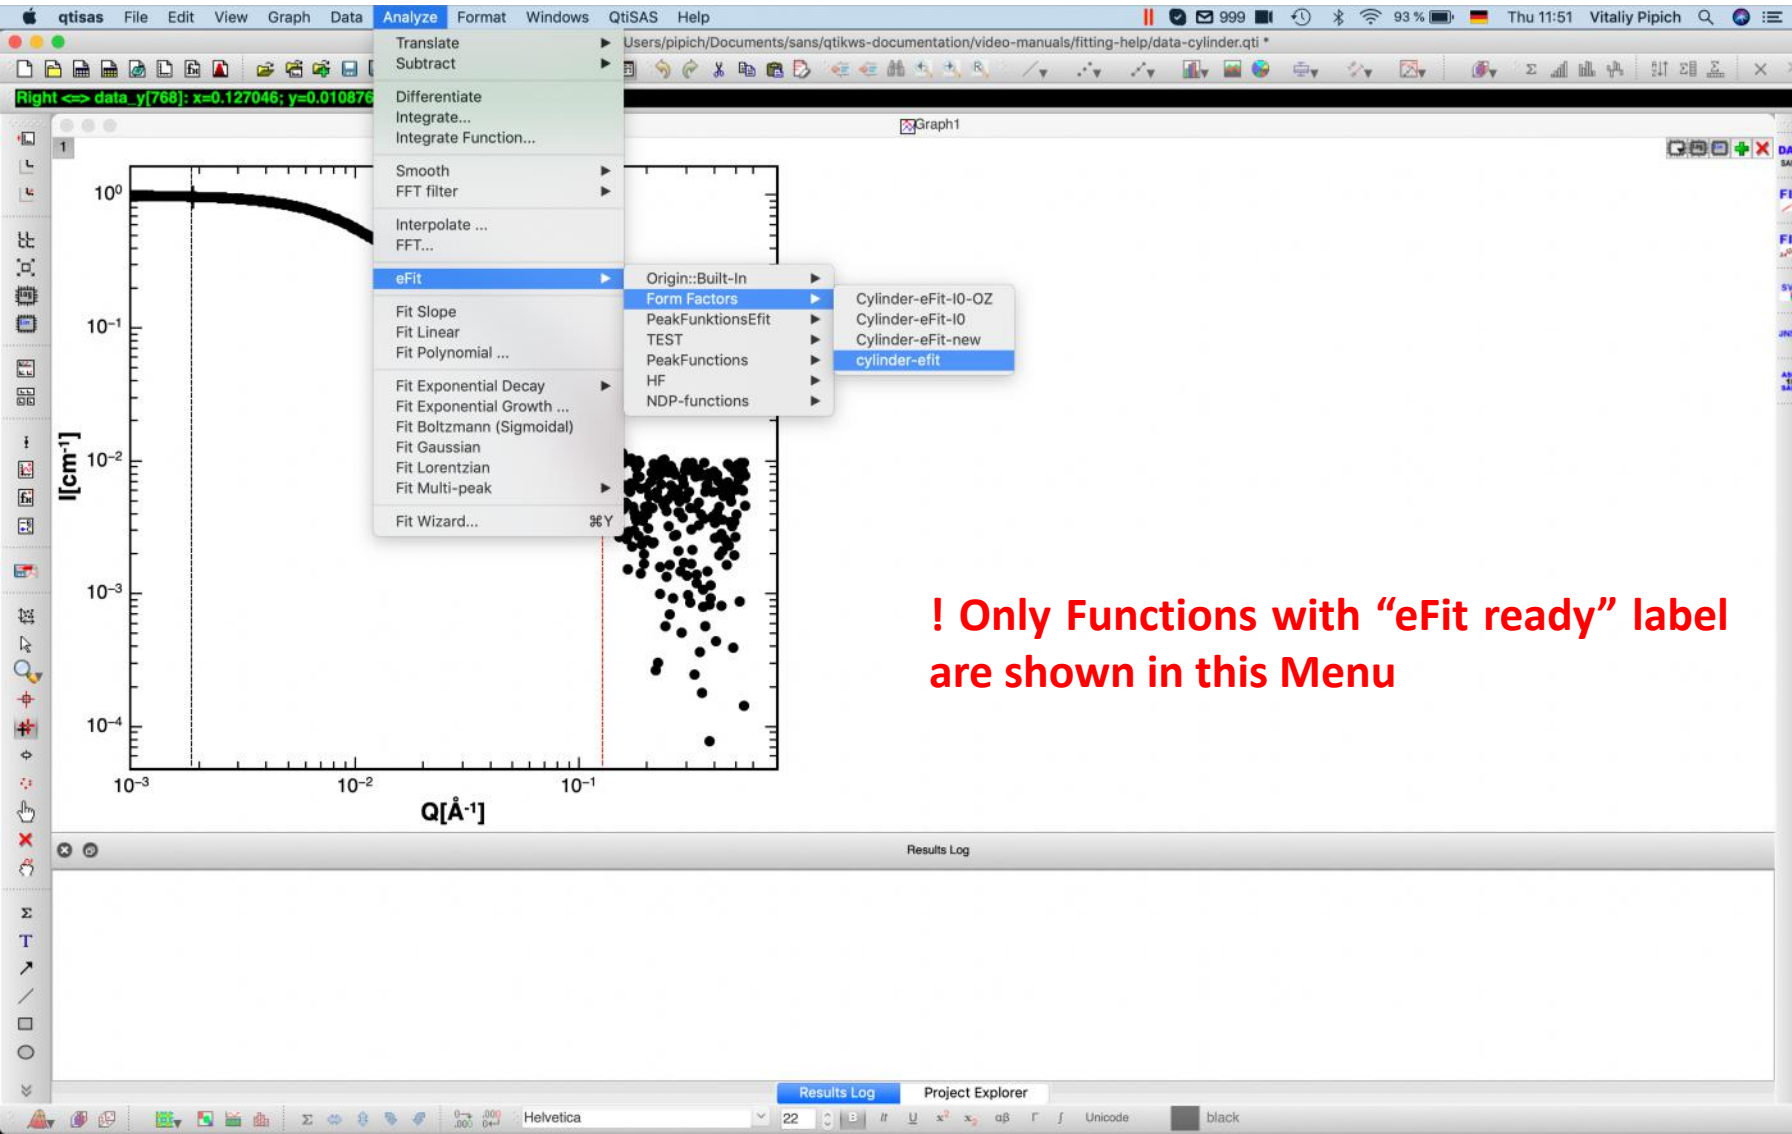 qtisas File Edit View Graph Data Analyze Format Windows QtiSAS Help 999 93 % Thu 11:51 Vitaliy Pipich
Users/pipich/Documents/sans/qtikws-documentation/video-manuals/fitting-help/data-cylinder.qti *
Right <=> data_y[768]: x=0.127046; y=0.010876
Graph1
1
Translate
Subtract
Differentiate
Integrate...
Integrate Function...
Smooth
FFT filter
Interpolate ...
FFT...
eFit
Fit Slope
Fit Linear
Fit Polynomial ...
Fit Exponential Decay
Fit Exponential Growth ...
Fit Boltzmann (Sigmoidal)
Fit Gaussian
Fit Lorentzian
Fit Multi-peak
Fit Wizard... ⌘Y
Origin::Built-In
Form Factors
PeakFunktionsEfit
TEST
PeakFunctions
HF
NDP-functions
Cylinder-eFit-I0-OZ
Cylinder-eFit-I0
Cylinder-eFit-new
cylinder-efit
10⁰
10⁻¹
10⁻²
10⁻³
10⁻⁴
I[cm⁻¹]
10⁻³ 10⁻² 10⁻¹
Q[Å⁻¹]
! Only Functions with “eFit ready” label
are shown in this Menu
Results Log
Results Log Project Explorer
Helvetica 22 B It U x² x₂ αβ Γ ∫ Unicode black